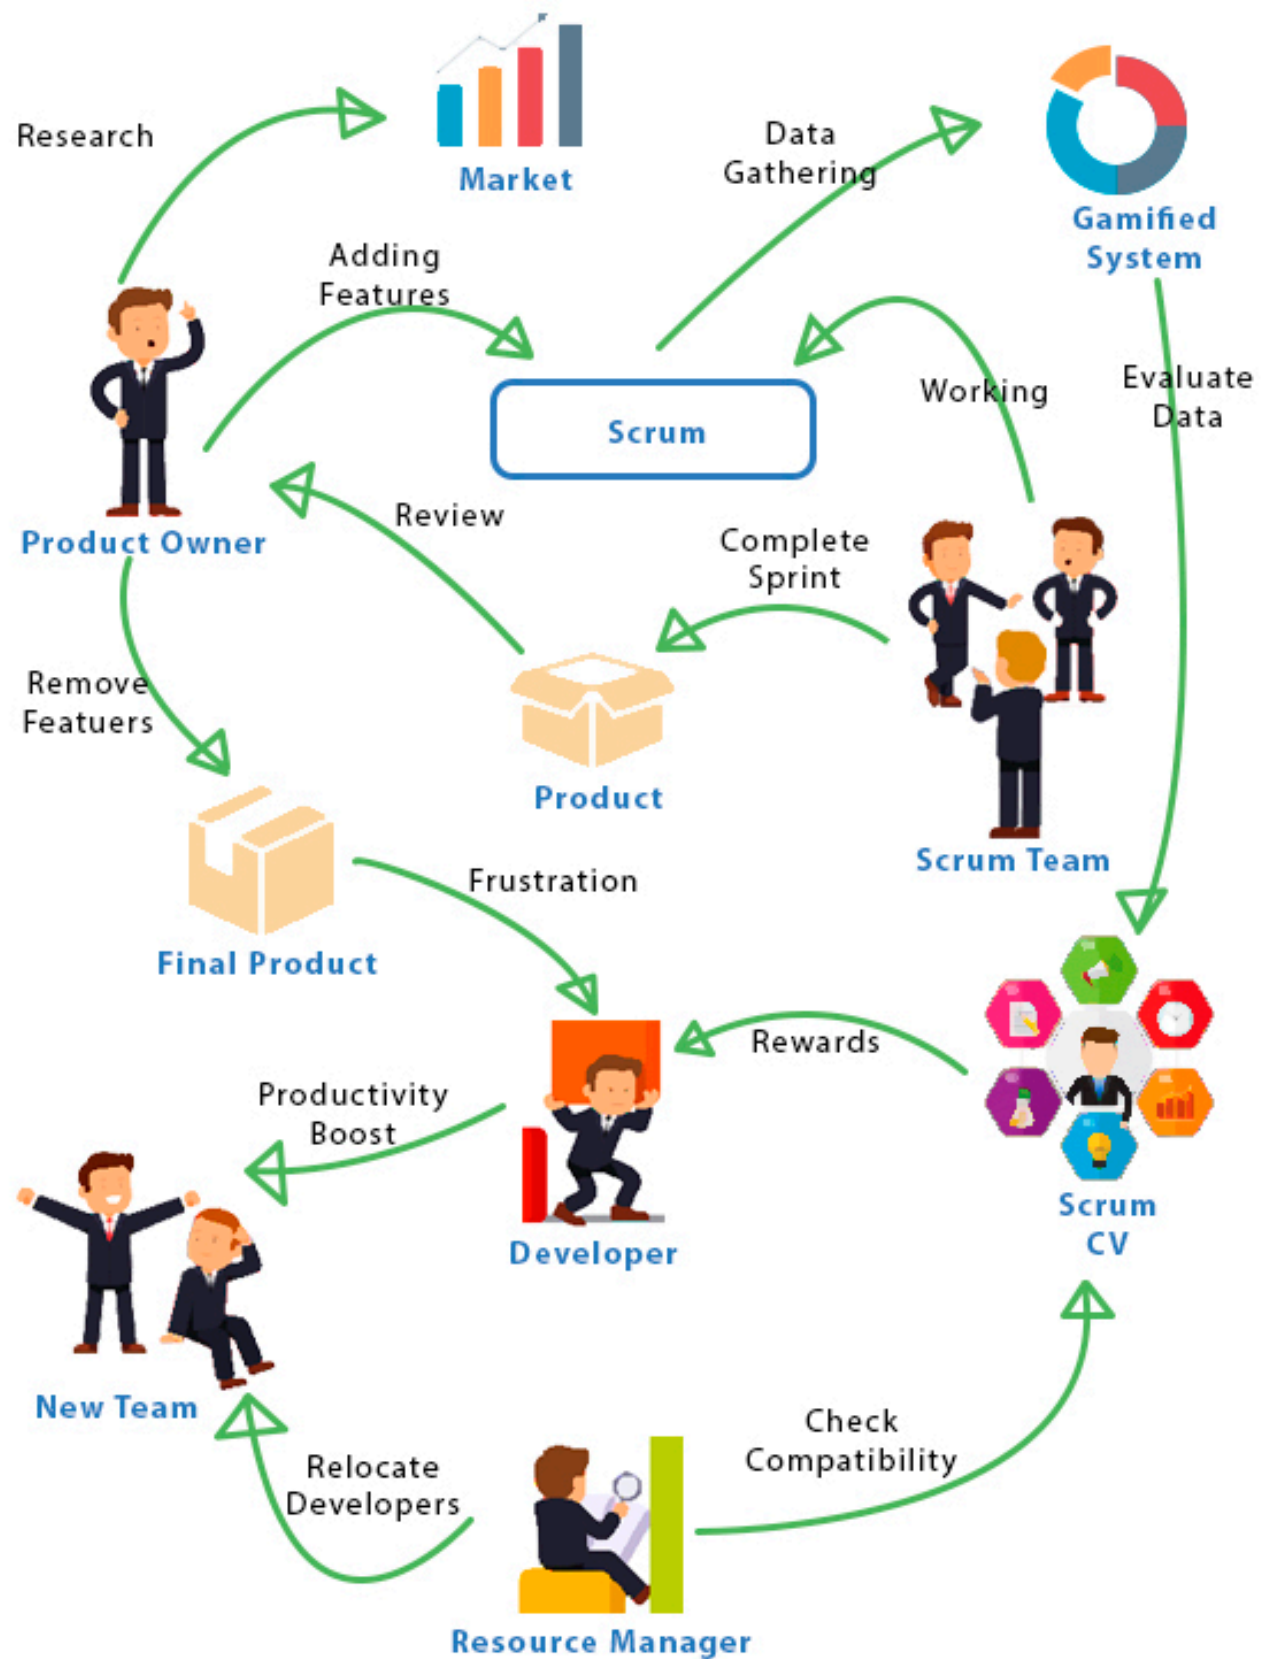 Research
Market
Data
Gathering
Gamified
System
Adding
Features
Scrum
Working
Evaluate
Data
Product Owner
Review
Complete
Sprint
Remove
Featuers
Product
Scrum Team
Final Product
Frustration
Rewards
Productivity
Boost
Developer
Scrum
CV
New Team
Relocate
Developers
Check
Compatibility
Resource Manager